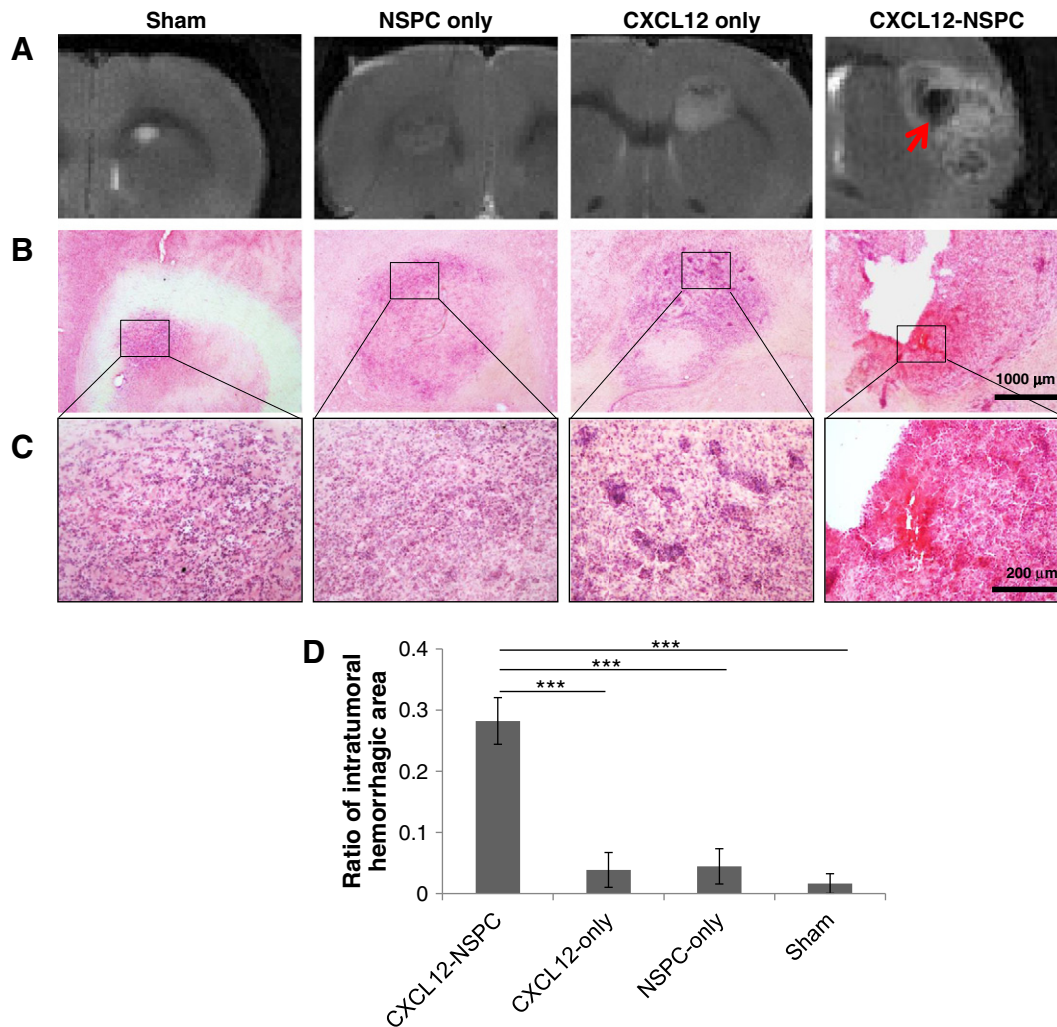 Sham NSPC only CXCL12 only CXCL12-NSPC
A
B
1000 µm
C
200 µm
D
Ratio of intratumoral
hemorrhagic area
0.4
0.3
0.2
0.1
0
***
***
***
CXCL12-NSPC
CXCL12-only
NSPC-only
Sham